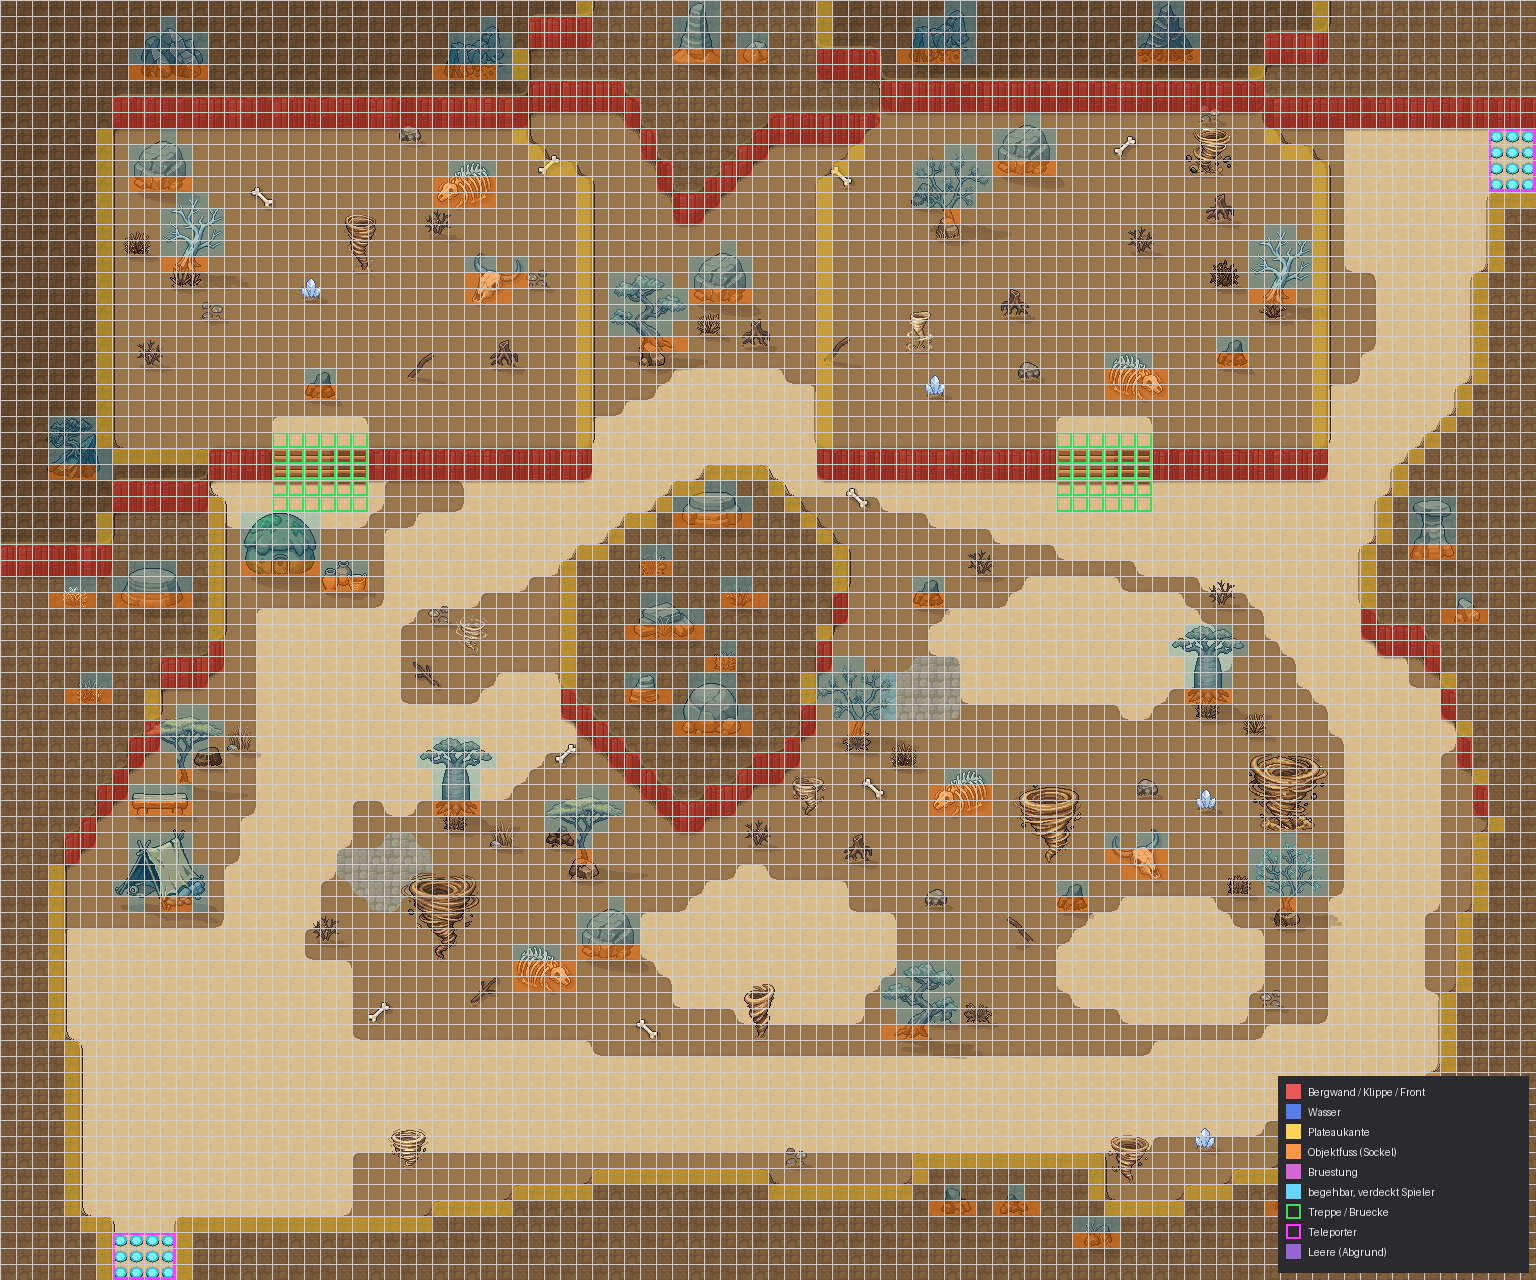 Bergwand / Klippe / Front
Wasser
Plateaukante
Objektfuss (Sockel)
Bruestung
begehbar, verdeckt Spieler
Treppe / Bruecke
Teleporter
Leere (Abgrund)